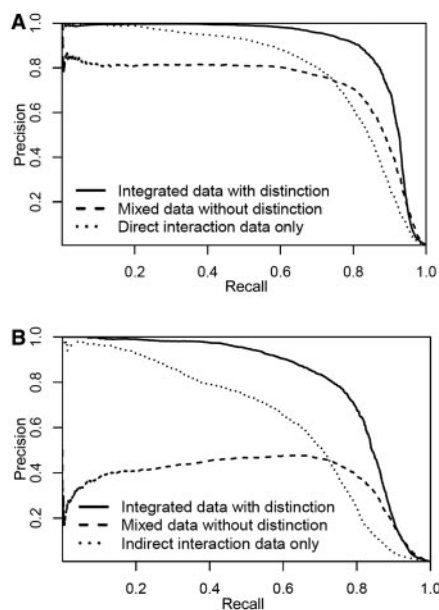 A
1.0
0.8
0.6
0.4
0.2
Precision
Integrated data with distinction
Mixed data without distinction
Direct interaction data only
0.2 0.4 0.6 0.8 1.0
Recall
B
1.0
0.8
0.6
0.4
0.2
Precision
Integrated data with distinction
Mixed data without distinction
Indirect interaction data only
0.2 0.4 0.6 0.8 1.0
Recall